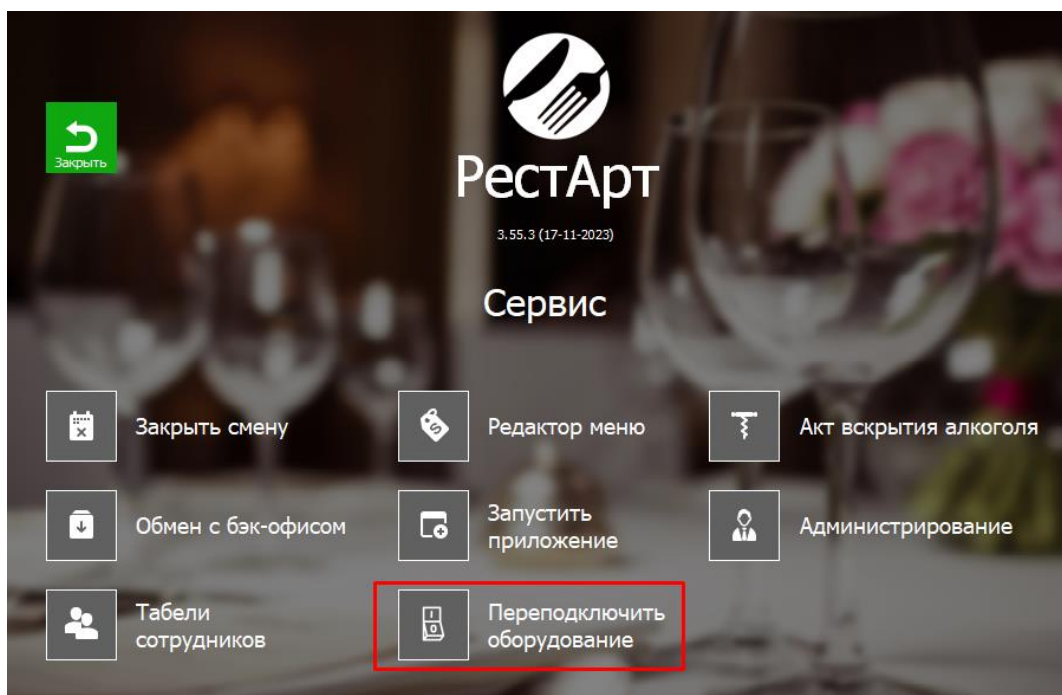 Закрыть
РестАрт
3.55.3 (17-11-2023)
Сервис
Закрыть смену
Редактор меню
Акт вскрытия алкоголя
Обмен с бэк-офисом
Запустить
приложение
Администрирование
Табели
сотрудников
Переподключить
оборудование